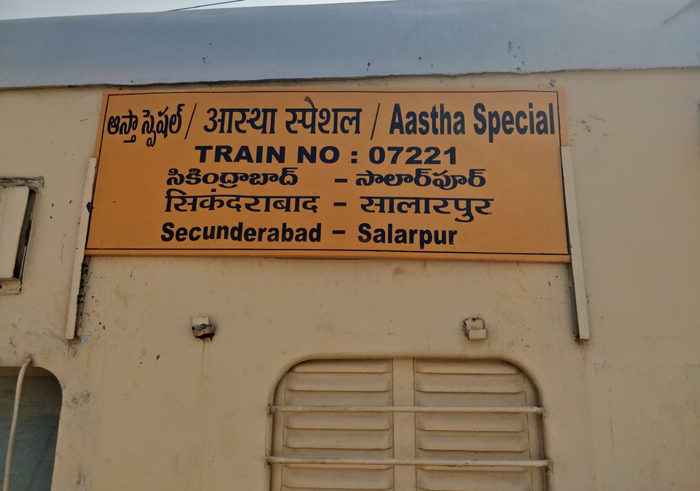 ఆస్తా స్పెషల్ / आस्था स्पेशल / Aastha Special
TRAIN NO : 07221
సికింద్రాబాద్ - సాలార్‌పూర్
सिकंदराबाद - सालारपुर
Secunderabad - Salarpur